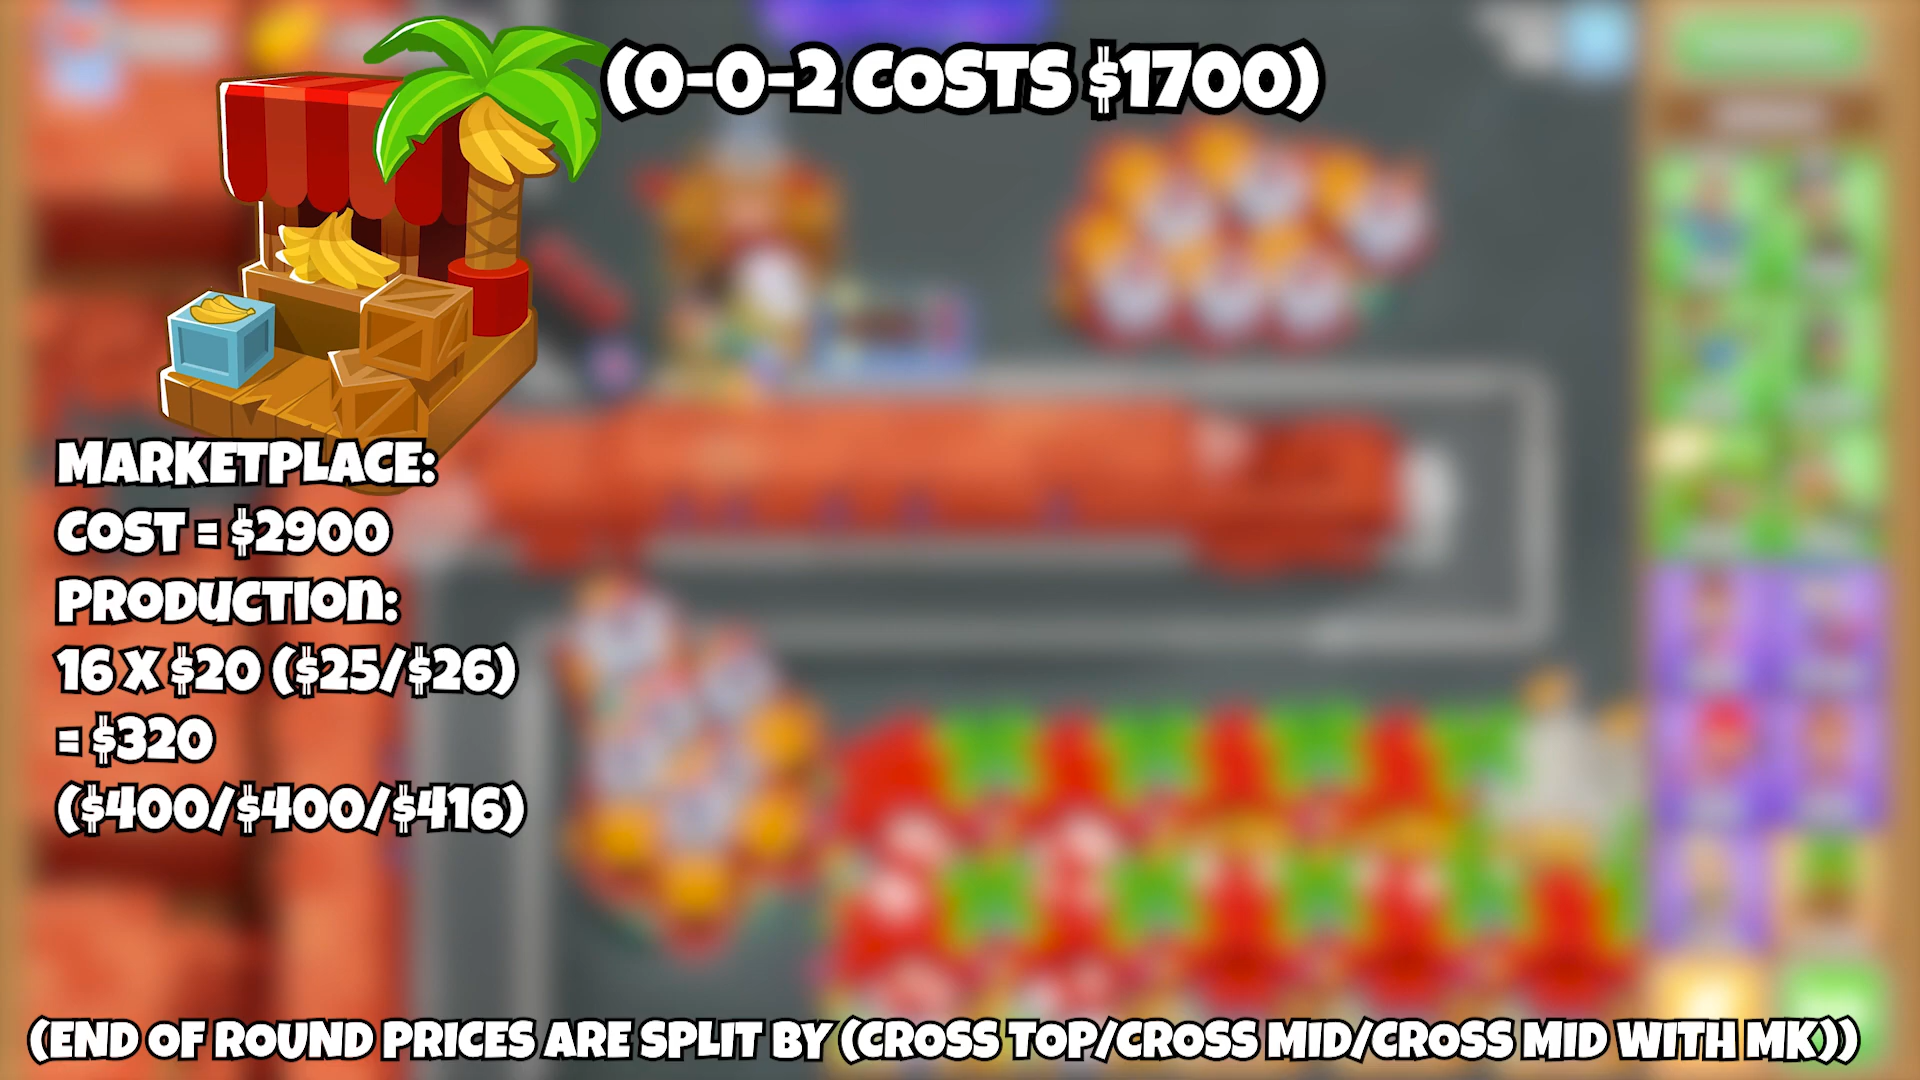 (0-0-2 COSTS $1700)
MARKETPLACE:
COST = $2900
PRODUCTION:
16 X $20 ($25/$26)
= $320
($400/$400/$416)
(END OF ROUND PRICES ARE SPLIT BY (CROSS TOP/CROSS MID/CROSS MID WITH MK))